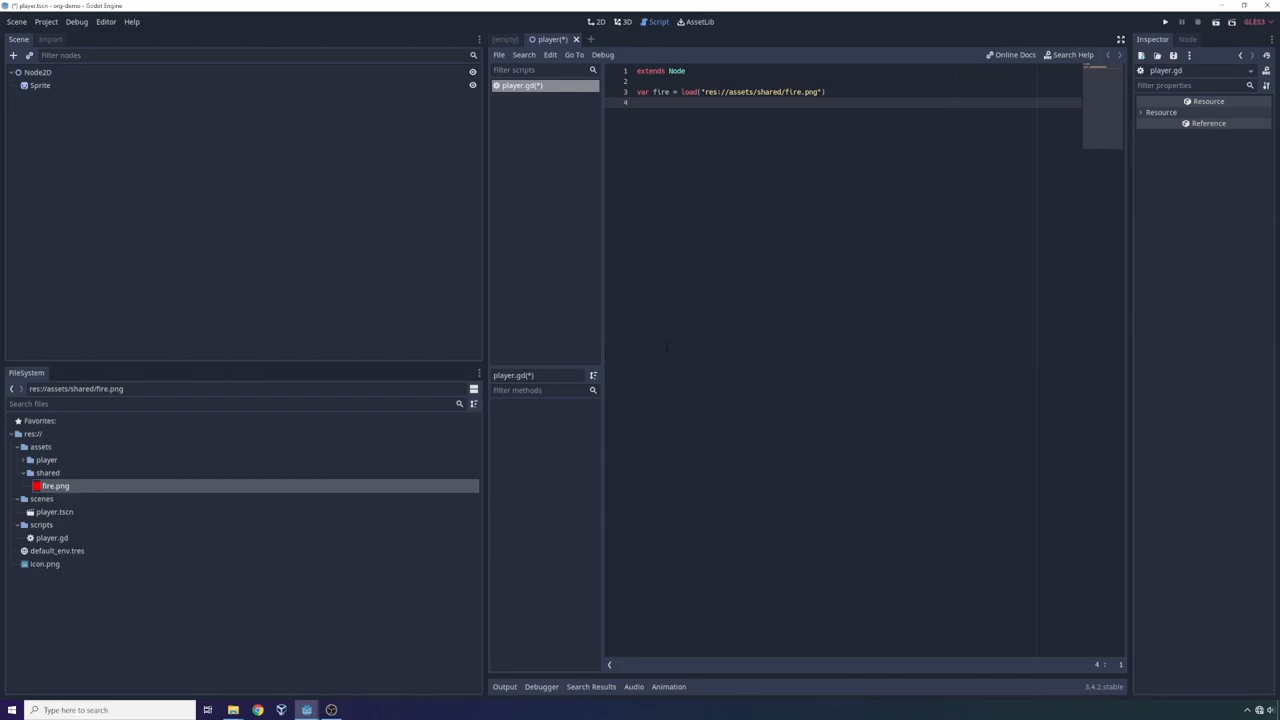 (*) player.tscn - org-demo - Godot Engine
Scene Project Debug Editor Help
2D 3D Script AssetLib
GLES3
Scene Import
Filter nodes
Node2D
Sprite
[empty] player(*)
File Search Edit Go To Debug
Online Docs Search Help
Filter scripts
player.gd(*)
player.gd(*)
Filter methods
1 extends Node
2
3 var fire = load("res://assets/shared/fire.png")
4
4 : 1
Inspector Node
player.gd
Filter properties
Resource
Resource
Reference
FileSystem
res://assets/shared/fire.png
Search files
Favorites:
res://
assets
player
shared
fire.png
scenes
player.tscn
scripts
player.gd
default_env.tres
icon.png
Output Debugger Search Results Audio Animation
3.4.2.stable
Type here to search